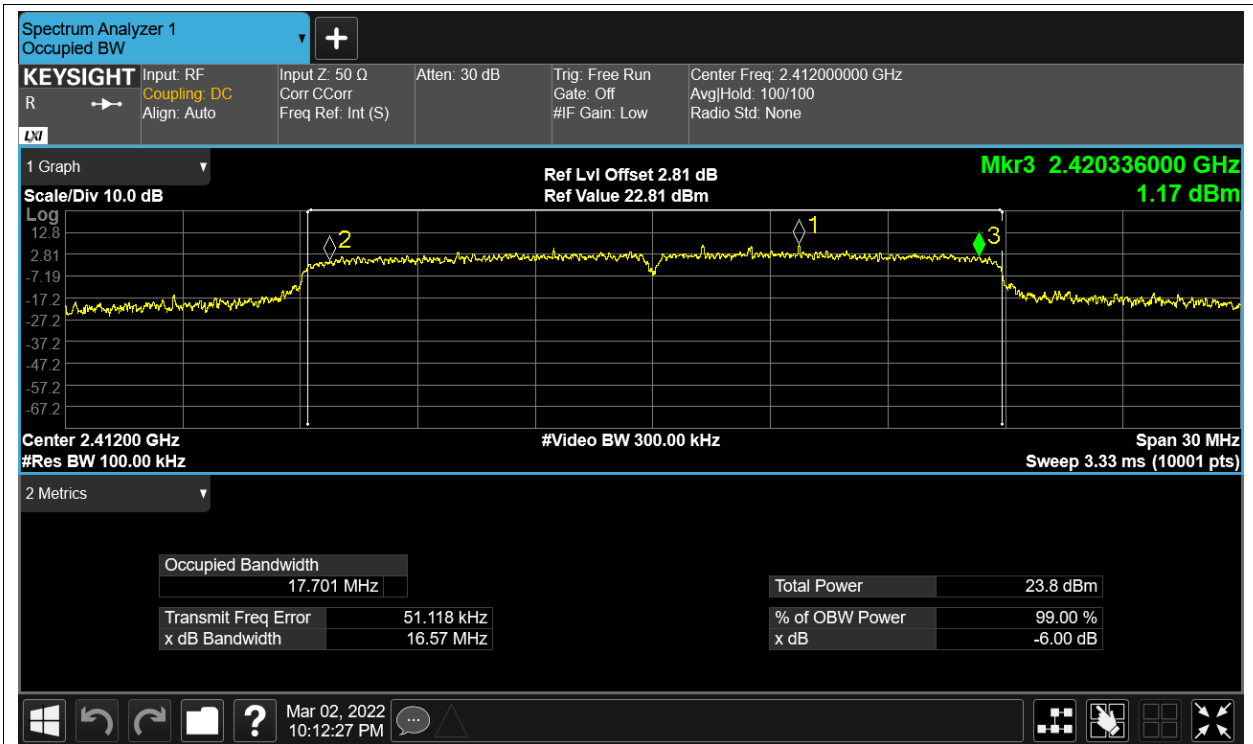 Spectrum Analyzer 1
Occupied BW
KEYSIGHT
R
LXI
Input: RF
Coupling: DC
Align: Auto
Input Z: 50 Ω
Corr CCorr
Freq Ref: Int (S)
Atten: 30 dB
Trig: Free Run
Gate: Off
#IF Gain: Low
Center Freq: 2.412000000 GHz
Avg|Hold: 100/100
Radio Std: None
1 Graph
Scale/Div 10.0 dB
Ref Lvl Offset 2.81 dB
Ref Value 22.81 dBm
Mkr3 2.420336000 GHz
1.17 dBm
Log
12.8
2.81
-7.19
-17.2
-27.2
-37.2
-47.2
-57.2
-67.2
2
1
3
Center 2.41200 GHz
#Video BW 300.00 kHz
Span 30 MHz
#Res BW 100.00 kHz
Sweep 3.33 ms (10001 pts)
2 Metrics
Occupied Bandwidth
17.701 MHz
Transmit Freq Error 51.118 kHz
x dB Bandwidth 16.57 MHz
Total Power 23.8 dBm
% of OBW Power 99.00 %
x dB -6.00 dB
?
Mar 02, 2022
10:12:27 PM